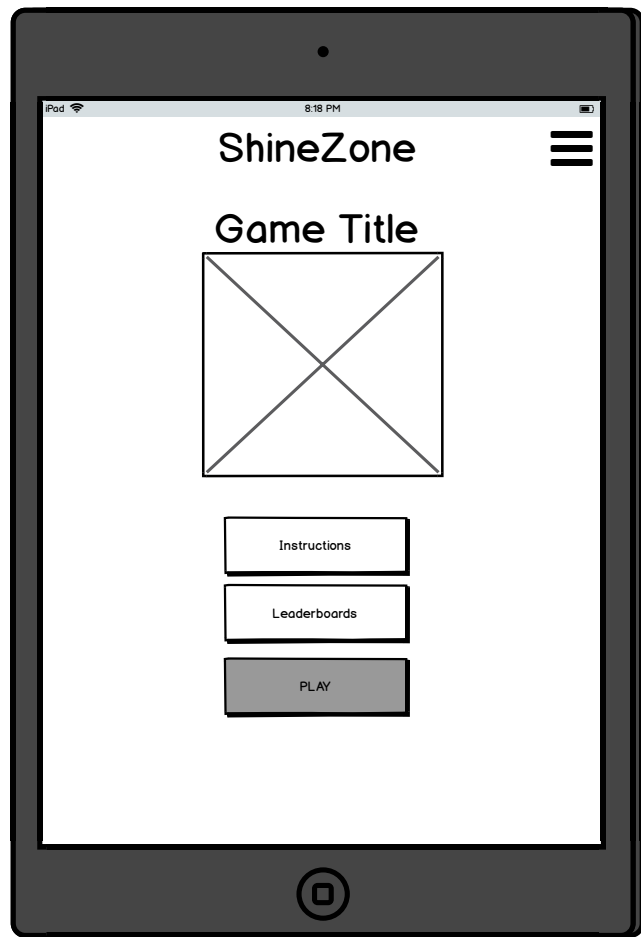 iPad 8:18 PM
ShineZone
Game Title
Instructions
Leaderboards
PLAY